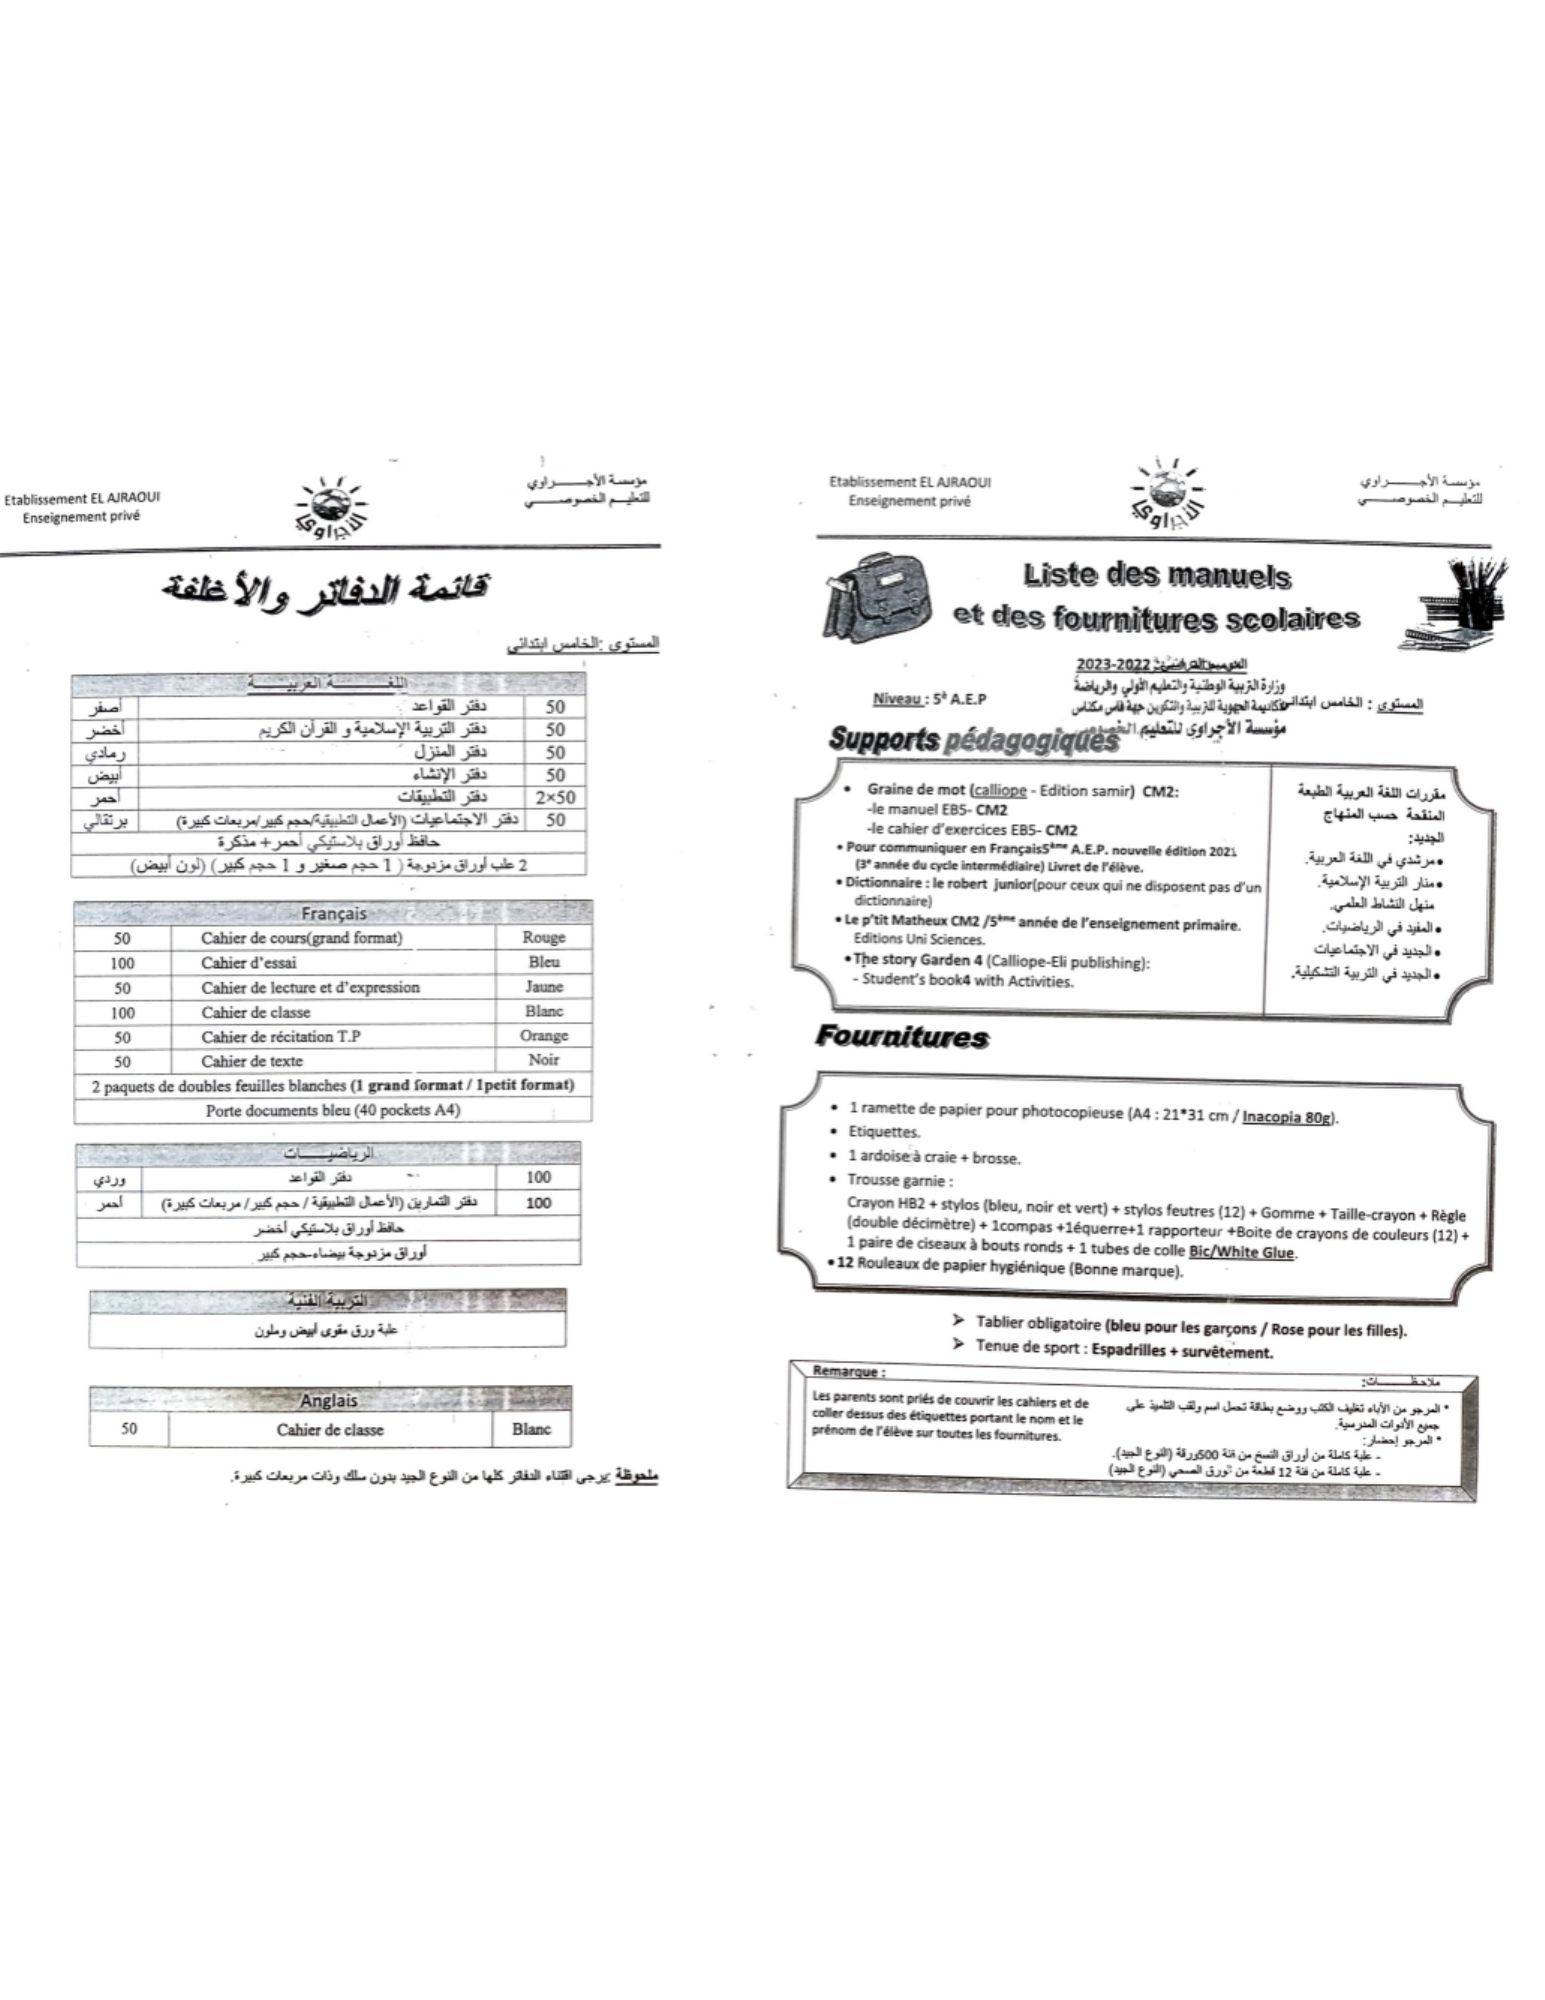 Etablissement EL AJRAOUI
Enseignement privé
الأجراوي
مؤسسة الأجـــــراوي
للتعليـــم الخصوصـــــي
قائمة الدفاتر والأغلفة
المستوى :الخامس ابتدائي
اللغـــــــة العربيـــــــة
50 دفتر القواعد أصفر
50 دفتر التربية الإسلامية و القرآن الكريم أخضر
50 دفتر المنزل رمادي
50 دفتر الإنشاء أبيض
2×50 دفتر التطبيقات أحمر
50 دفتر الاجتماعيات (الأعمال التطبيقية/حجم كبير/مربعات كبيرة) برتقالي
حافظ أوراق بلاستيكي أحمر+ مذكرة
2 علب أوراق مزدوجة ( 1 حجم صغير و 1 حجم كبير) (لون أبيض)
Français
50 Cahier de cours(grand format) Rouge
100 Cahier d’essai Bleu
50 Cahier de lecture et d’expression Jaune
100 Cahier de classe Blanc
50 Cahier de récitation T.P Orange
50 Cahier de texte Noir
2 paquets de doubles feuilles blanches (1 grand format / 1petit format)
Porte documents bleu (40 pockets A4)
الرياضيـــــات
100 دفتر القواعد وردي
100 دفتر التمارين (الأعمال التطبيقية / حجم كبير/ مربعات كبيرة) أحمر
حافظ أوراق بلاستيكي أخضر
أوراق مزدوجة بيضاء-حجم كبير
التربية الفنية
علبة ورق مقوى أبيض وملون
Anglais
50 Cahier de classe Blanc
ملحوظة :يرجى اقتناء الدفاتر كلها من النوع الجيد بدون سلك وذات مربعات كبيرة.
Etablissement EL AJRAOUI
Enseignement privé
الأجراوي
مؤسسة الأجـــــراوي
للتعليـــم الخصوصـــــي
Liste des manuels
et des fournitures scolaires
2023-2022
وزارة التربية الوطنية والتعليم الأولي والرياضة
Niveau : 5è A.E.P
المستوى : الخامس ابتدائي
الأكاديمية الجهوية للتربية والتكوين جهة فاس مكناس
مؤسسة الأجراوي للتعليم الخصوصي
Supports pédagogiques
• Graine de mot (calliope - Edition samir) CM2:
-le manuel EB5- CM2
-le cahier d’exercices EB5- CM2
• Pour communiquer en Français5ème A.E.P. nouvelle édition 2021
(3e année du cycle intermédiaire) Livret de l’élève.
• Dictionnaire : le robert junior(pour ceux qui ne disposent pas d’un
dictionnaire)
• Le p’tit Matheux CM2 /5ème année de l’enseignement primaire.
Editions Uni Sciences.
• The story Garden 4 (Calliope-Eli publishing):
- Student’s book4 with Activities.
مقررات اللغة العربية الطبعة
المنقحة حسب المنهاج
الجديد:
• مرشدي في اللغة العربية.
• منار التربية الإسلامية.
منهل النشاط العلمي.
• المفيد في الرياضيات.
• الجديد في الاجتماعيات
• الجديد في التربية التشكيلية.
Fournitures
• 1 ramette de papier pour photocopieuse (A4 : 21*31 cm / Inacopia 80g).
• Etiquettes.
• 1 ardoise à craie + brosse.
• Trousse garnie :
Crayon HB2 + stylos (bleu, noir et vert) + stylos feutres (12) + Gomme + Taille-crayon + Règle
(double décimètre) + 1compas +1équerre+1 rapporteur +Boite de crayons de couleurs (12) +
1 paire de ciseaux à bouts ronds + 1 tubes de colle Bic/White Glue.
• 12 Rouleaux de papier hygiénique (Bonne marque).
➢ Tablier obligatoire (bleu pour les garçons / Rose pour les filles).
➢ Tenue de sport : Espadrilles + survêtement.
Remarque :
Les parents sont priés de couvrir les cahiers et de
coller dessus des étiquettes portant le nom et le
prénom de l’élève sur toutes les fournitures.
ملاحظـــــات:
* المرجو من الآباء تغليف الكتب ووضع بطاقة تحمل اسم ولقب التلميذ على
جميع الأدوات المدرسية.
* المرجو إحضار:
- علبة كاملة من أوراق النسخ من فئة 500ورقة (النوع الجيد).
- علبة كاملة من فئة 12 قطعة من الورق الصحي (النوع الجيد)